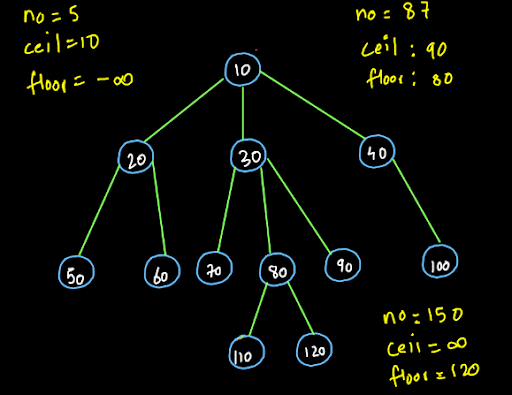 no = 5
ceil = 10
floor = -∞
no = 87
ceil : 90
floor : 80
10
20
30
40
50
60
70
80
90
100
110
120
no = 150
ceil = ∞
floor = 120